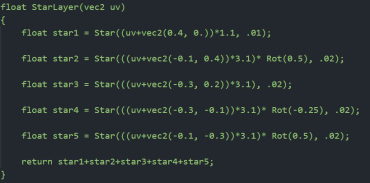 float StarLayer(vec2 uv)
{
float star1 = Star((uv+vec2(0.4, 0.))*1.1, .01);
float star2 = Star(((uv+vec2(-0.1, 0.4))*3.1)* Rot(0.5), .02);
float star3 = Star(((uv+vec2(-0.3, 0.2))*3.1), .02);
float star4 = Star(((uv+vec2(-0.3, -0.1))*3.1)* Rot(-0.25), .02);
float star5 = Star(((uv+vec2(-0.1, -0.3))*3.1)* Rot(0.5), .02);
return star1+star2+star3+star4+star5;
}